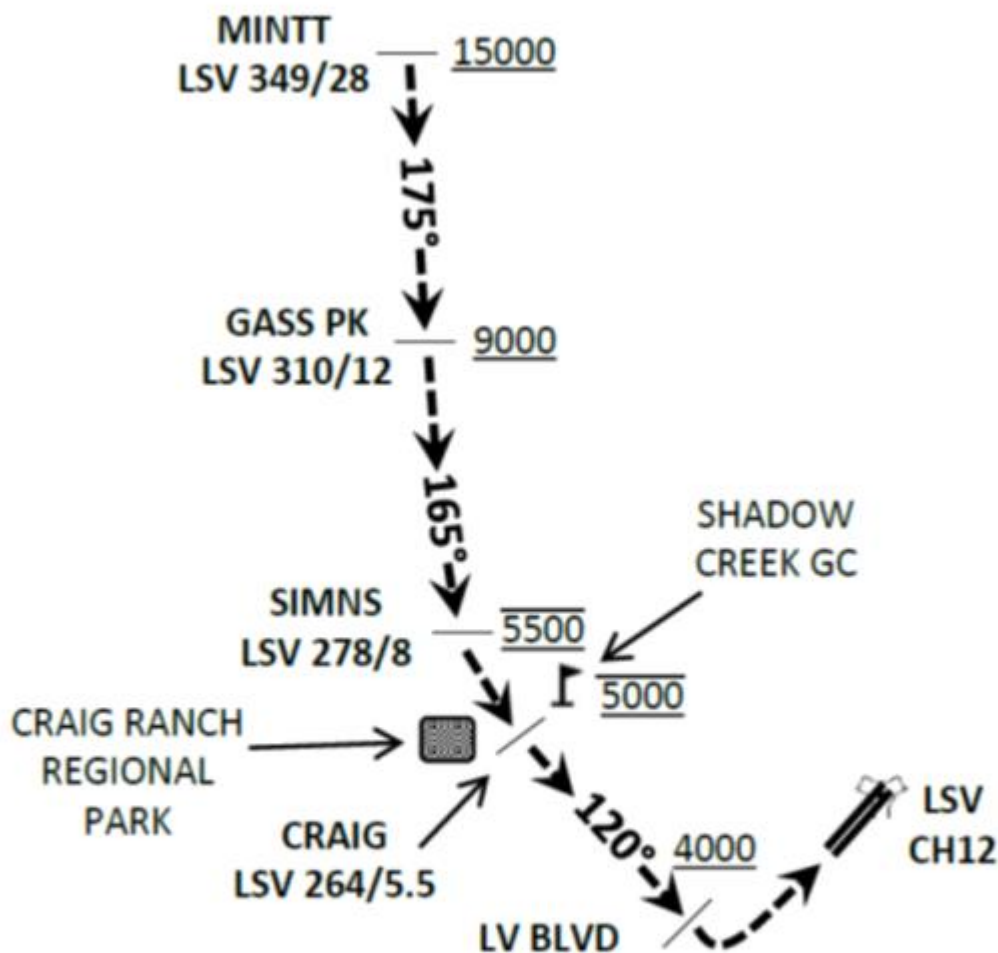 MINTT
LSV 349/28
15000
175°
GASS PK
LSV 310/12
9000
165°
SHADOW
CREEK GC
SIMNS
LSV 278/8
5500
5000
CRAIG RANCH
REGIONAL
PARK
CRAIG
LSV 264/5.5
120°
4000
LSV
CH12
LV BLVD